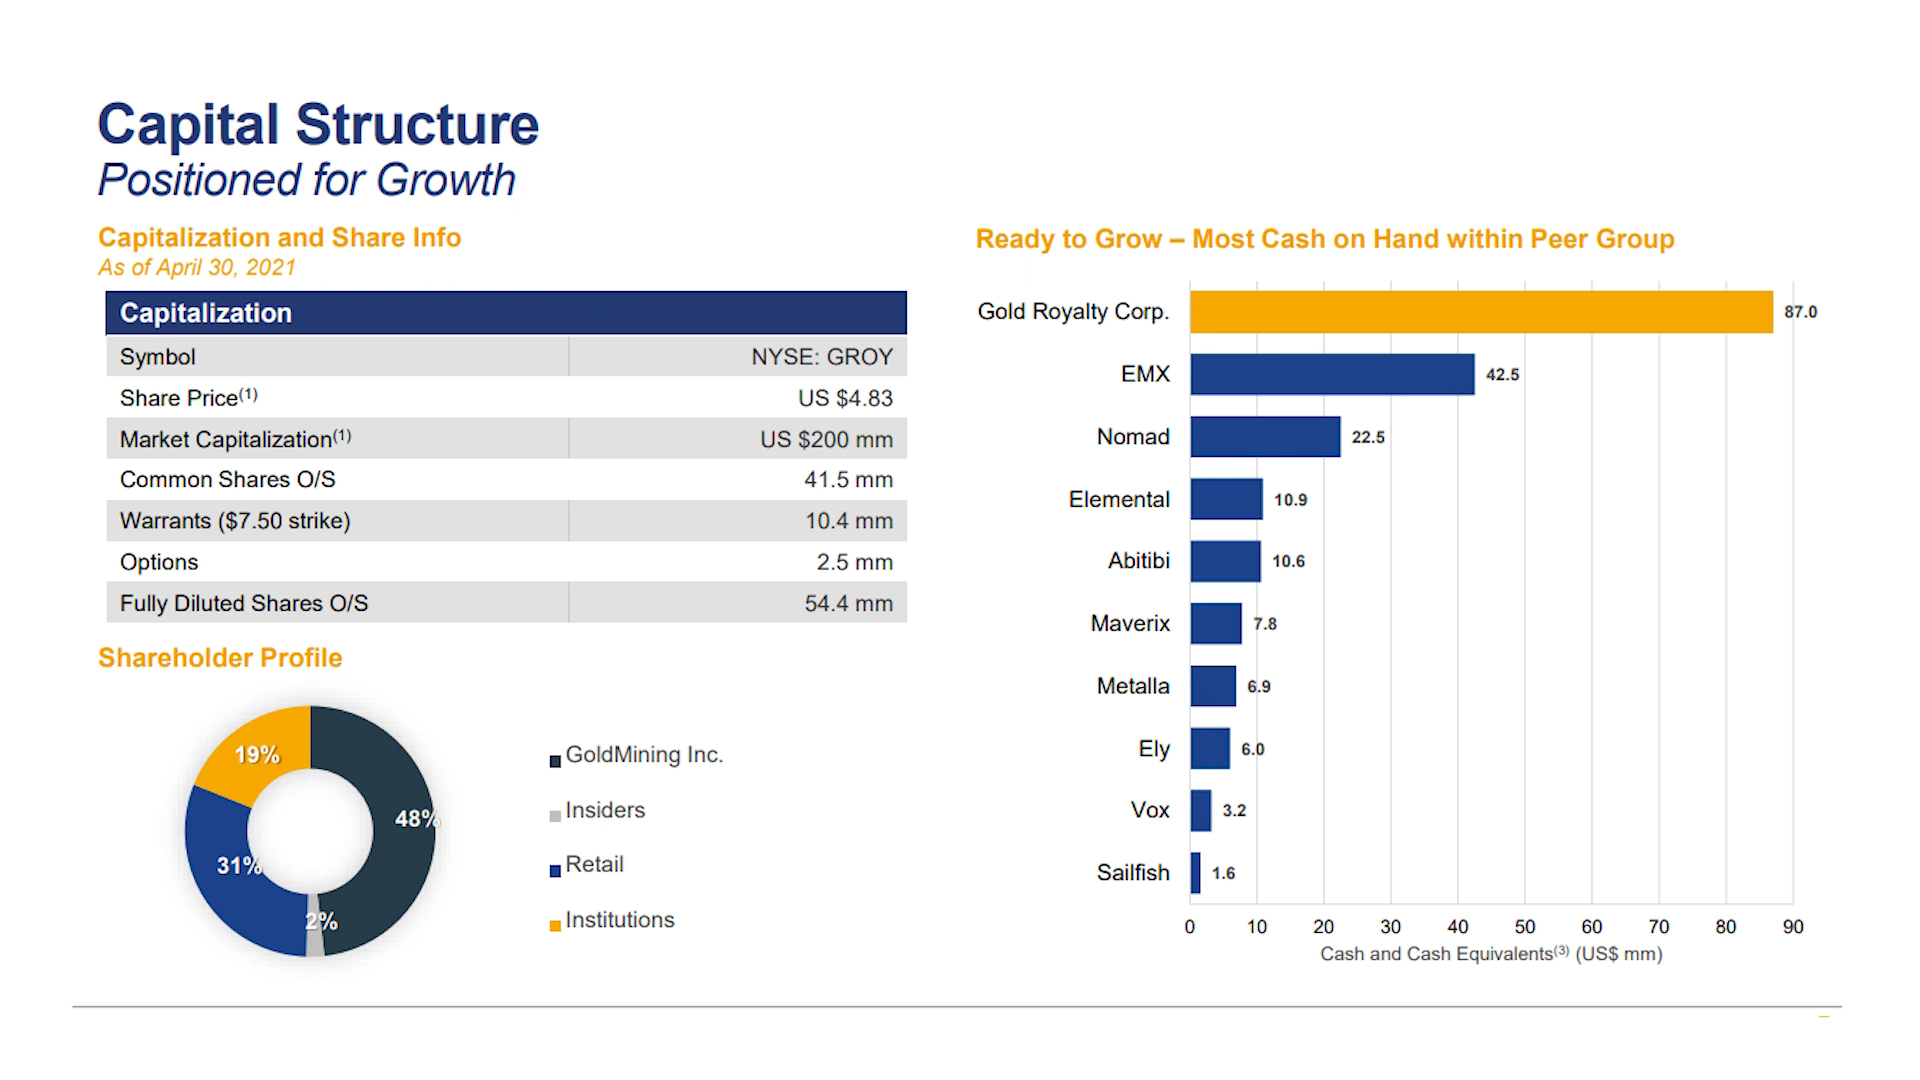 Capital Structure
Positioned for Growth
Capitalization and Share Info
As of April 30, 2021
Capitalization
Symbol NYSE: GROY
Share Price(1) US $4.83
Market Capitalization(1) US $200 mm
Common Shares O/S 41.5 mm
Warrants ($7.50 strike) 10.4 mm
Options 2.5 mm
Fully Diluted Shares O/S 54.4 mm
Shareholder Profile
19%
48%
31%
2%
GoldMining Inc.
Insiders
Retail
Institutions
Ready to Grow – Most Cash on Hand within Peer Group
Gold Royalty Corp. 87.0
EMX 42.5
Nomad 22.5
Elemental 10.9
Abitibi 10.6
Maverix 7.8
Metalla 6.9
Ely 6.0
Vox 3.2
Sailfish 1.6
0 10 20 30 40 50 60 70 80 90
Cash and Cash Equivalents(3) (US$ mm)